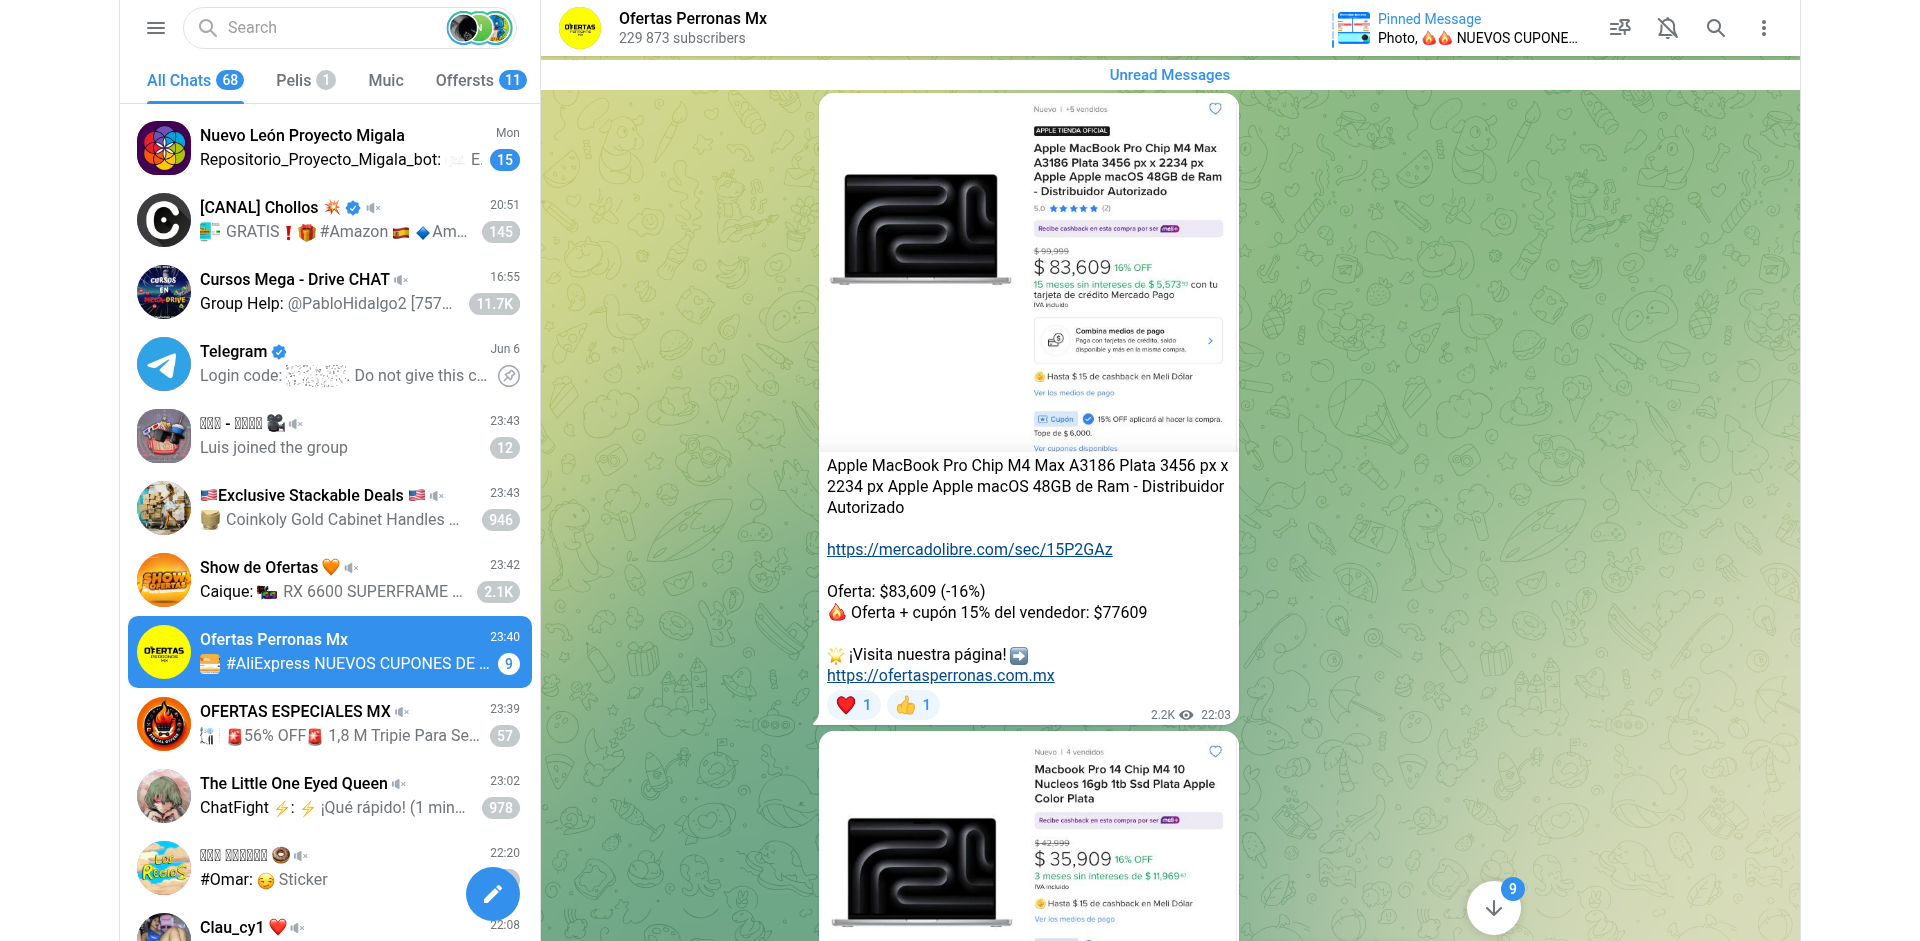 Search
All Chats 68
Pelis 1
Muic
Offersts 11
Nuevo León Proyecto Migala
Mon
Repositorio_Proyecto_Migala_bot: E.
15
[CANAL] Chollos 💥
20:51
GRATIS❗🎁 #Amazon 🇪🇸 🔹Am...
145
Cursos Mega - Drive CHAT
16:55
Group Help: @PabloHidalgo2 [757...
11.7K
Telegram
Jun 6
Login code: . Do not give this c...
- 🎥
23:43
Luis joined the group
12
🇺🇸Exclusive Stackable Deals 🇺🇸
23:43
Coinkoly Gold Cabinet Handles ...
946
Show de Ofertas 🧡
23:42
Caique: RX 6600 SUPERFRAME ...
2.1K
Ofertas Perronas Mx
23:40
#AliExpress NUEVOS CUPONES DE ...
9
OFERTAS ESPECIALES MX
23:39
🚨56% OFF🚨 1,8 M Tripie Para Se...
57
The Little One Eyed Queen
23:02
ChatFight ⚡: ⚡ ¡Qué rápido! (1 min...
978
🍩
22:20
#Omar: 😏 Sticker
Clau_cy1 ❤️
22:08
Ofertas Perronas Mx
229 873 subscribers
Pinned Message
Photo, 🔥🔥 NUEVOS CUPONE...
Unread Messages
Nuevo | +5 vendidos
APPLE TIENDA OFICIAL
Apple MacBook Pro Chip M4 Max
A3186 Plata 3456 px x 2234 px
Apple Apple macOS 48GB de Ram
- Distribuidor Autorizado
5.0 ★★★★★ (2)
Recibe cashback en esta compra por ser meli+
$ 99,999
$ 83,609 16% OFF
15 meses sin intereses de $ 5,573 con tu
tarjeta de crédito Mercado Pago
IVA incluido
Combina medios de pago
Paga con tarjetas de crédito, saldo
disponible y más en la misma compra.
Hasta $ 15 de cashback en Meli Dólar
Ver los medios de pago
Cupón 15% OFF aplicará al hacer la compra.
Tope de $ 6,000.
Ver cupones disponibles
Apple MacBook Pro Chip M4 Max A3186 Plata 3456 px x
2234 px Apple Apple macOS 48GB de Ram - Distribuidor
Autorizado
https://mercadolibre.com/sec/15P2GAz
Oferta: $83,609 (-16%)
🔥 Oferta + cupón 15% del vendedor: $77609
🌟 ¡Visita nuestra página! ➡️
https://ofertasperronas.com.mx
❤️ 1 👍 1
2.2K 22:03
Nuevo | 4 vendidos
Macbook Pro 14 Chip M4 10
Nucleos 16gb 1tb Ssd Plata Apple
Color Plata
Recibe cashback en esta compra por ser meli+
$ 42,999
$ 35,909 16% OFF
3 meses sin intereses de $ 11,969
IVA incluido
Hasta $ 15 de cashback en Meli Dólar
Ver los medios de pago
9